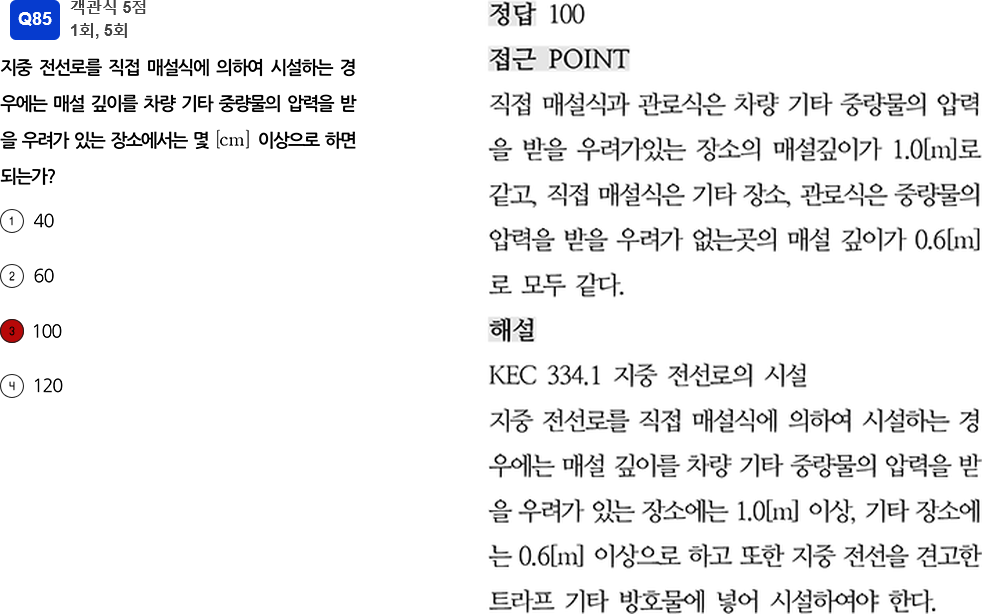 Q85
객관식 5점
1회, 5회
지중 전선로를 직접 매설식에 의하여 시설하는 경
우에는 매설 깊이를 차량 기타 중량물의 압력을 받
을 우려가 있는 장소에서는 몇 [cm] 이상으로 하면
되는가?
1 40
2 60
3 100
4 120
정답 100
접근 POINT
직접 매설식과 관로식은 차량 기타 중량물의 압력
을 받을 우려가있는 장소의 매설깊이가 1.0[m]로
같고, 직접 매설식은 기타 장소, 관로식은 중량물의
압력을 받을 우려가 없는곳의 매설 깊이가 0.6[m]
로 모두 같다.
해설
KEC 334.1 지중 전선로의 시설
지중 전선로를 직접 매설식에 의하여 시설하는 경
우에는 매설 깊이를 차량 기타 중량물의 압력을 받
을 우려가 있는 장소에는 1.0[m] 이상, 기타 장소에
는 0.6[m] 이상으로 하고 또한 지중 전선을 견고한
트라프 기타 방호물에 넣어 시설하여야 한다.